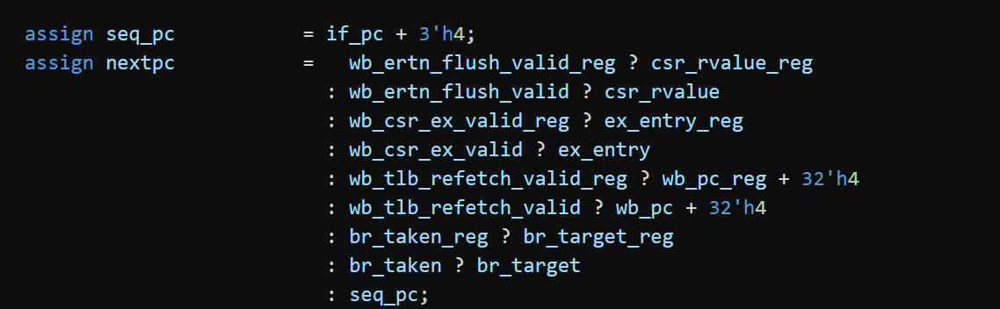 assign seq_pc = if_pc + 3'h4;
assign nextpc = wb_ertn_flush_valid_reg ? csr_rvalue_reg
: wb_ertn_flush_valid ? csr_rvalue
: wb_csr_ex_valid_reg ? ex_entry_reg
: wb_csr_ex_valid ? ex_entry
: wb_tlb_refetch_valid_reg ? wb_pc_reg + 32'h4
: wb_tlb_refetch_valid ? wb_pc + 32'h4
: br_taken_reg ? br_target_reg
: br_taken ? br_target
: seq_pc;